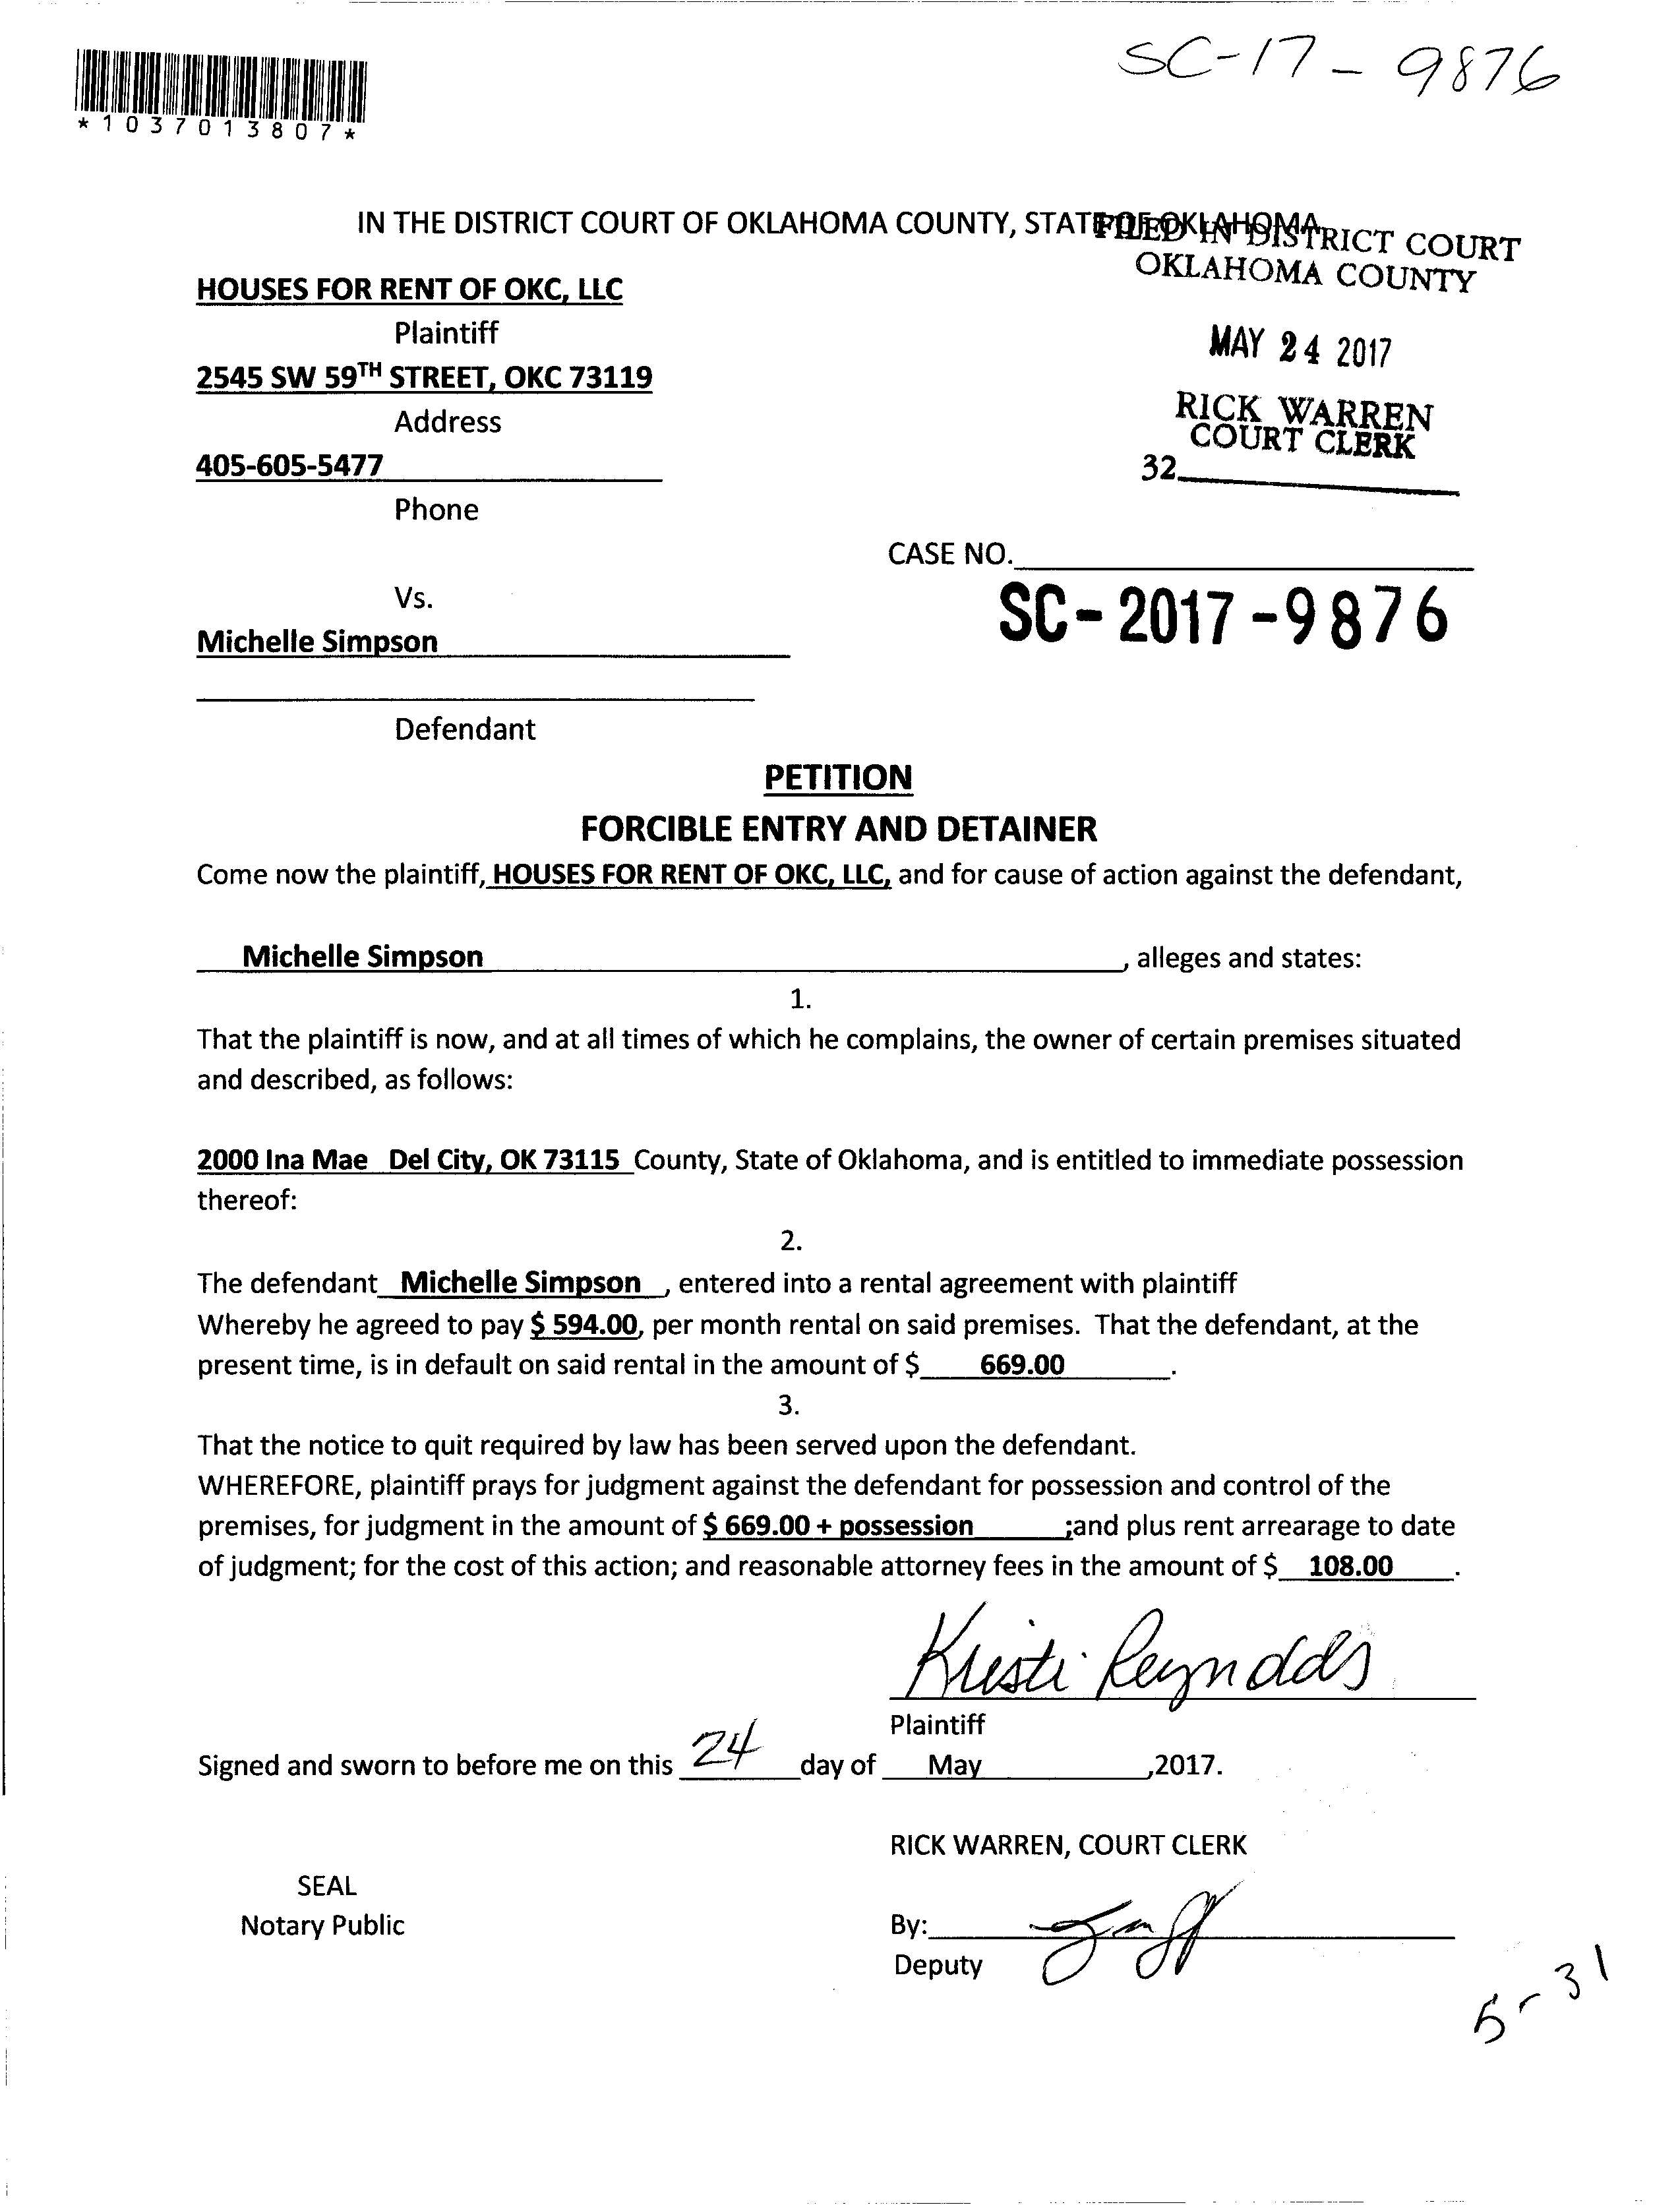 SC-17-9876
*1037013807*
IN THE DISTRICT COURT OF OKLAHOMA COUNTY, STATE OF OKLAHOMA
FILED IN DISTRICT COURT
OKLAHOMA COUNTY
HOUSES FOR RENT OF OKC, LLC
Plaintiff
MAY 24 2017
2545 SW 59TH STREET, OKC 73119
Address
RICK WARREN
COURT CLERK
405-605-5477
32
Phone
CASE NO.
Vs.
SC-2017-9876
Michelle Simpson
Defendant
PETITION
FORCIBLE ENTRY AND DETAINER
Come now the plaintiff, HOUSES FOR RENT OF OKC, LLC, and for cause of action against the defendant,
Michelle Simpson, alleges and states:
1.
That the plaintiff is now, and at all times of which he complains, the owner of certain premises situated
and described, as follows:
2000 Ina Mae Del City, OK 73115 County, State of Oklahoma, and is entitled to immediate possession
thereof:
2.
The defendant Michelle Simpson, entered into a rental agreement with plaintiff
Whereby he agreed to pay $ 594.00, per month rental on said premises. That the defendant, at the
present time, is in default on said rental in the amount of $ 669.00.
3.
That the notice to quit required by law has been served upon the defendant.
WHEREFORE, plaintiff prays for judgment against the defendant for possession and control of the
premises, for judgment in the amount of $ 669.00 + possession ;and plus rent arrearage to date
of judgment; for the cost of this action; and reasonable attorney fees in the amount of $ 108.00.
Kristi Reynolds
Plaintiff
Signed and sworn to before me on this 24 day of May ,2017.
RICK WARREN, COURT CLERK
SEAL
Notary Public
By:
Deputy
5-31